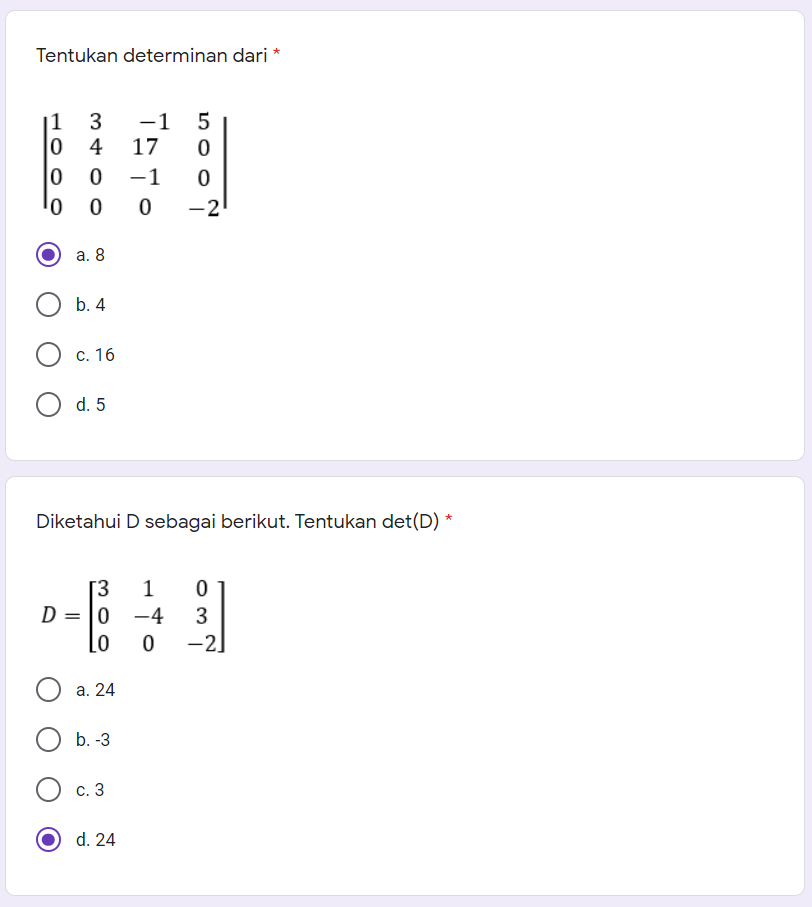 Tentukan determinan dari *
|1 3 −1 5|
|0 4 17 0|
|0 0 −1 0|
|0 0 0 −2|
a. 8
b. 4
c. 16
d. 5
Diketahui D sebagai berikut. Tentukan det(D) *
[3 1 0]
D = [0 −4 3]
[0 0 −2]
a. 24
b. -3
c. 3
d. 24